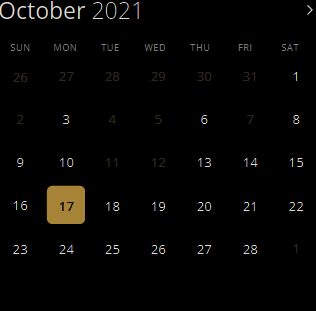 October 2021
SUN MON TUE WED THU FRI SAT
26 27 28 29 30 31 1
2 3 4 5 6 7 8
9 10 11 12 13 14 15
16 17 18 19 20 21 22
23 24 25 26 27 28 1